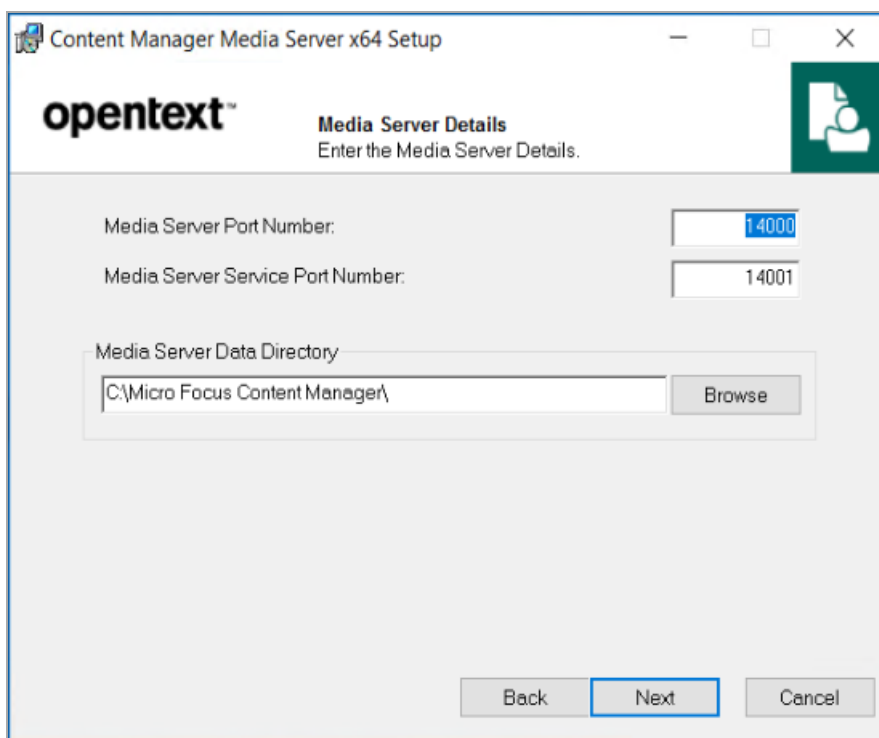 Content Manager Media Server x64 Setup
opentext™
Media Server Details
Enter the Media Server Details.
Media Server Port Number:
14000
Media Server Service Port Number:
14001
Media Server Data Directory
C:\Micro Focus Content Manager\
Browse
Back
Next
Cancel